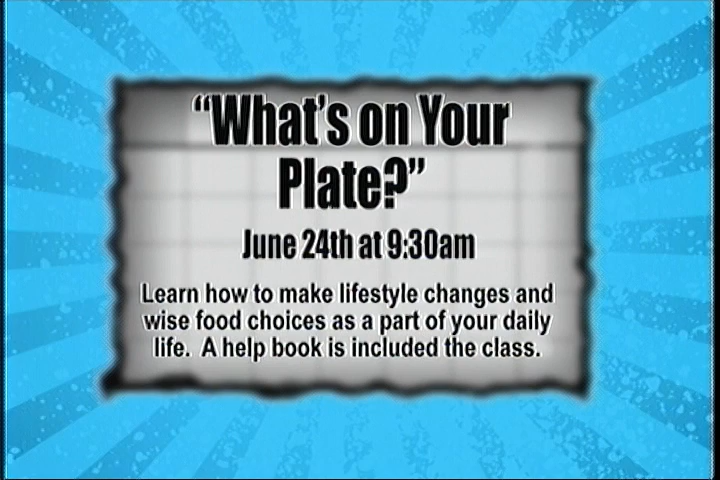 “What’s on Your
Plate?”
June 24th at 9:30am
Learn how to make lifestyle changes and
wise food choices as a part of your daily
life.  A help book is included the class.